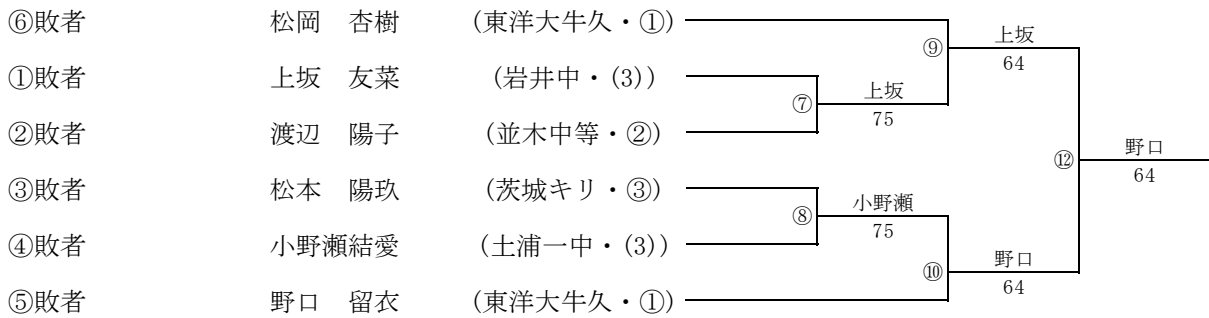 ⑥敗者 松岡 杏樹 (東洋大牛久・①)
⑨ 上坂
64
①敗者 上坂 友菜 (岩井中・(3))
⑦ 上坂
75
②敗者 渡辺 陽子 (並木中等・②)
⑫ 野口
64
③敗者 松本 陽玖 (茨城キリ・③)
⑧ 小野瀬
75
④敗者 小野瀬結愛 (土浦一中・(3))
⑩ 野口
64
⑤敗者 野口 留衣 (東洋大牛久・①)